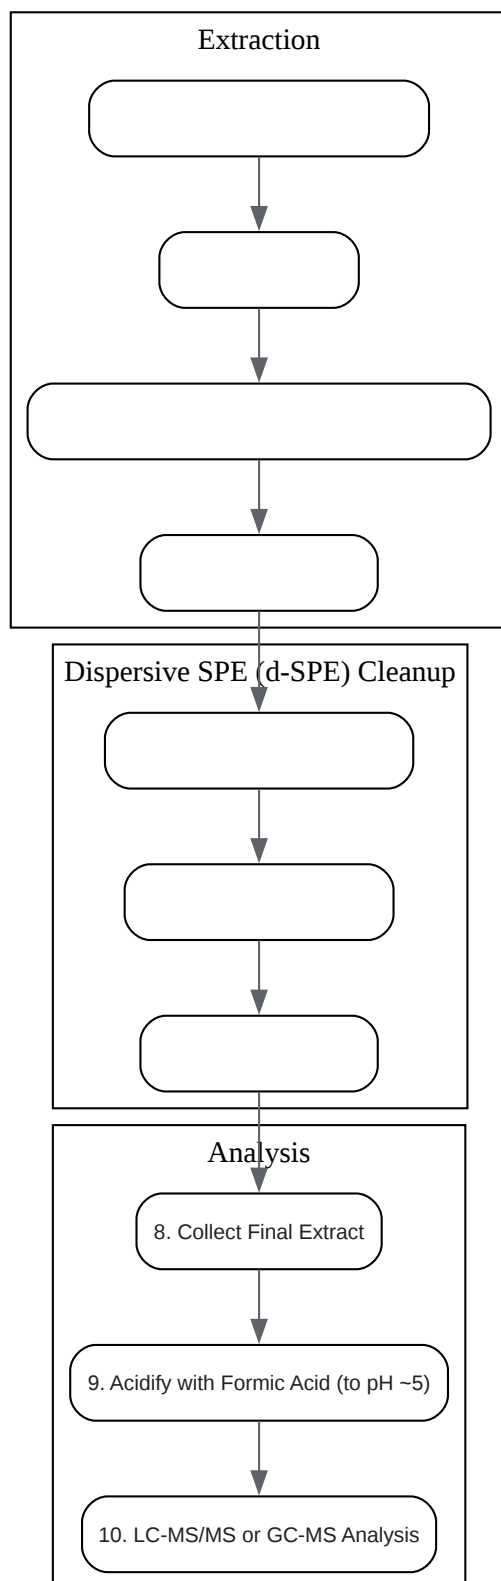 Extraction
Dispersive SPE (d-SPE) Cleanup
Analysis
8. Collect Final Extract
9. Acidify with Formic Acid (to pH ~5)
10. LC-MS/MS or GC-MS Analysis